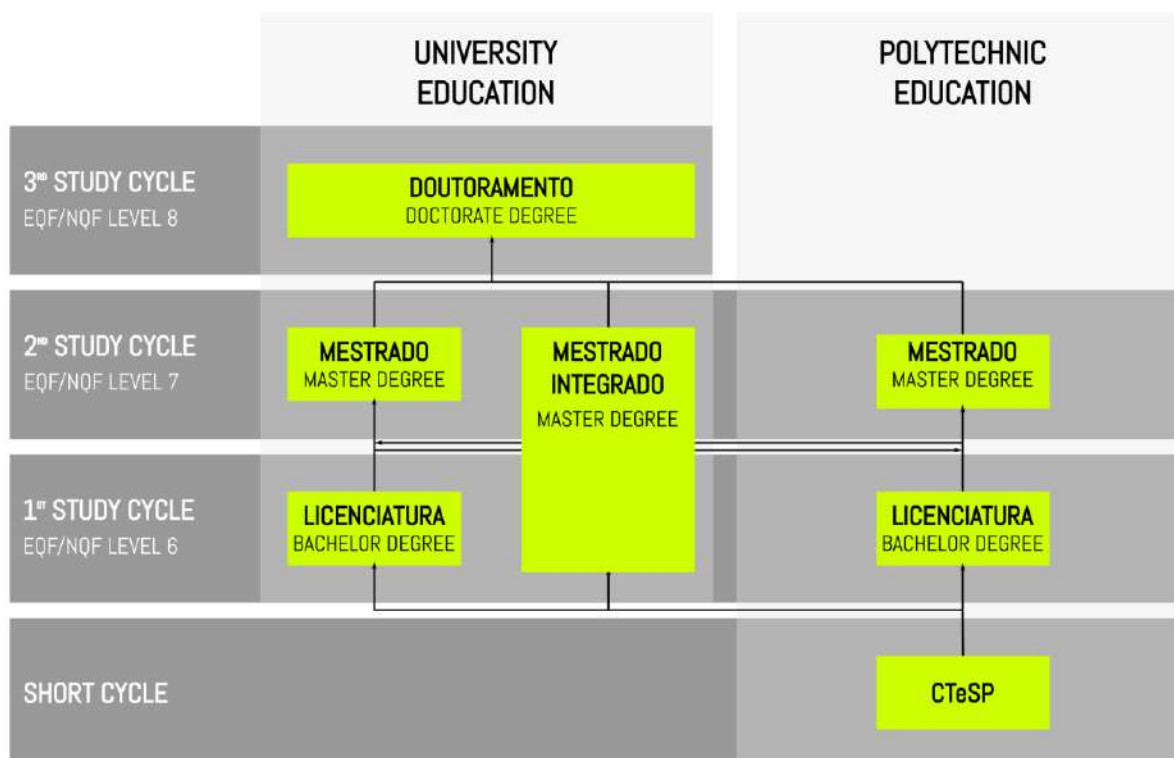 UNIVERSITY
EDUCATION
POLYTECHNIC
EDUCATION
3RD STUDY CYCLE
EQF/NQF LEVEL 8
DOUTORAMENTO
DOCTORATE DEGREE
2ND STUDY CYCLE
EQF/NQF LEVEL 7
MESTRADO
MASTER DEGREE
MESTRADO
INTEGRADO
MASTER DEGREE
MESTRADO
MASTER DEGREE
1ST STUDY CYCLE
EQF/NQF LEVEL 6
LICENCIATURA
BACHELOR DEGREE
LICENCIATURA
BACHELOR DEGREE
SHORT CYCLE
CTeSP